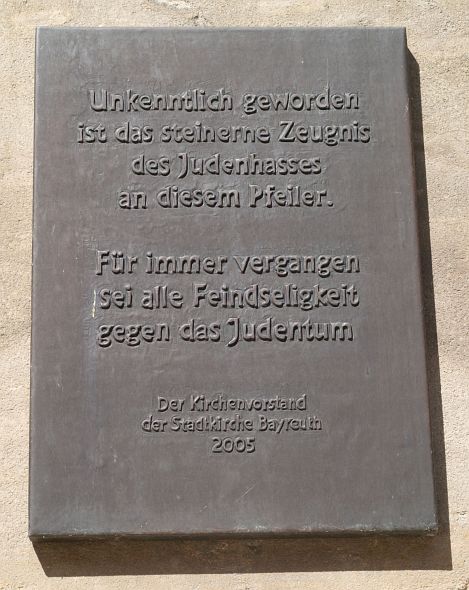 Unkenntlich geworden
ist das steinerne Zeugnis
des Judenhasses
an diesem Pfeiler.
Für immer vergangen
sei alle Feindseligkeit
gegen das Judentum
Der Kirchenvorstand
der Stadtkirche Bayreuth
2005